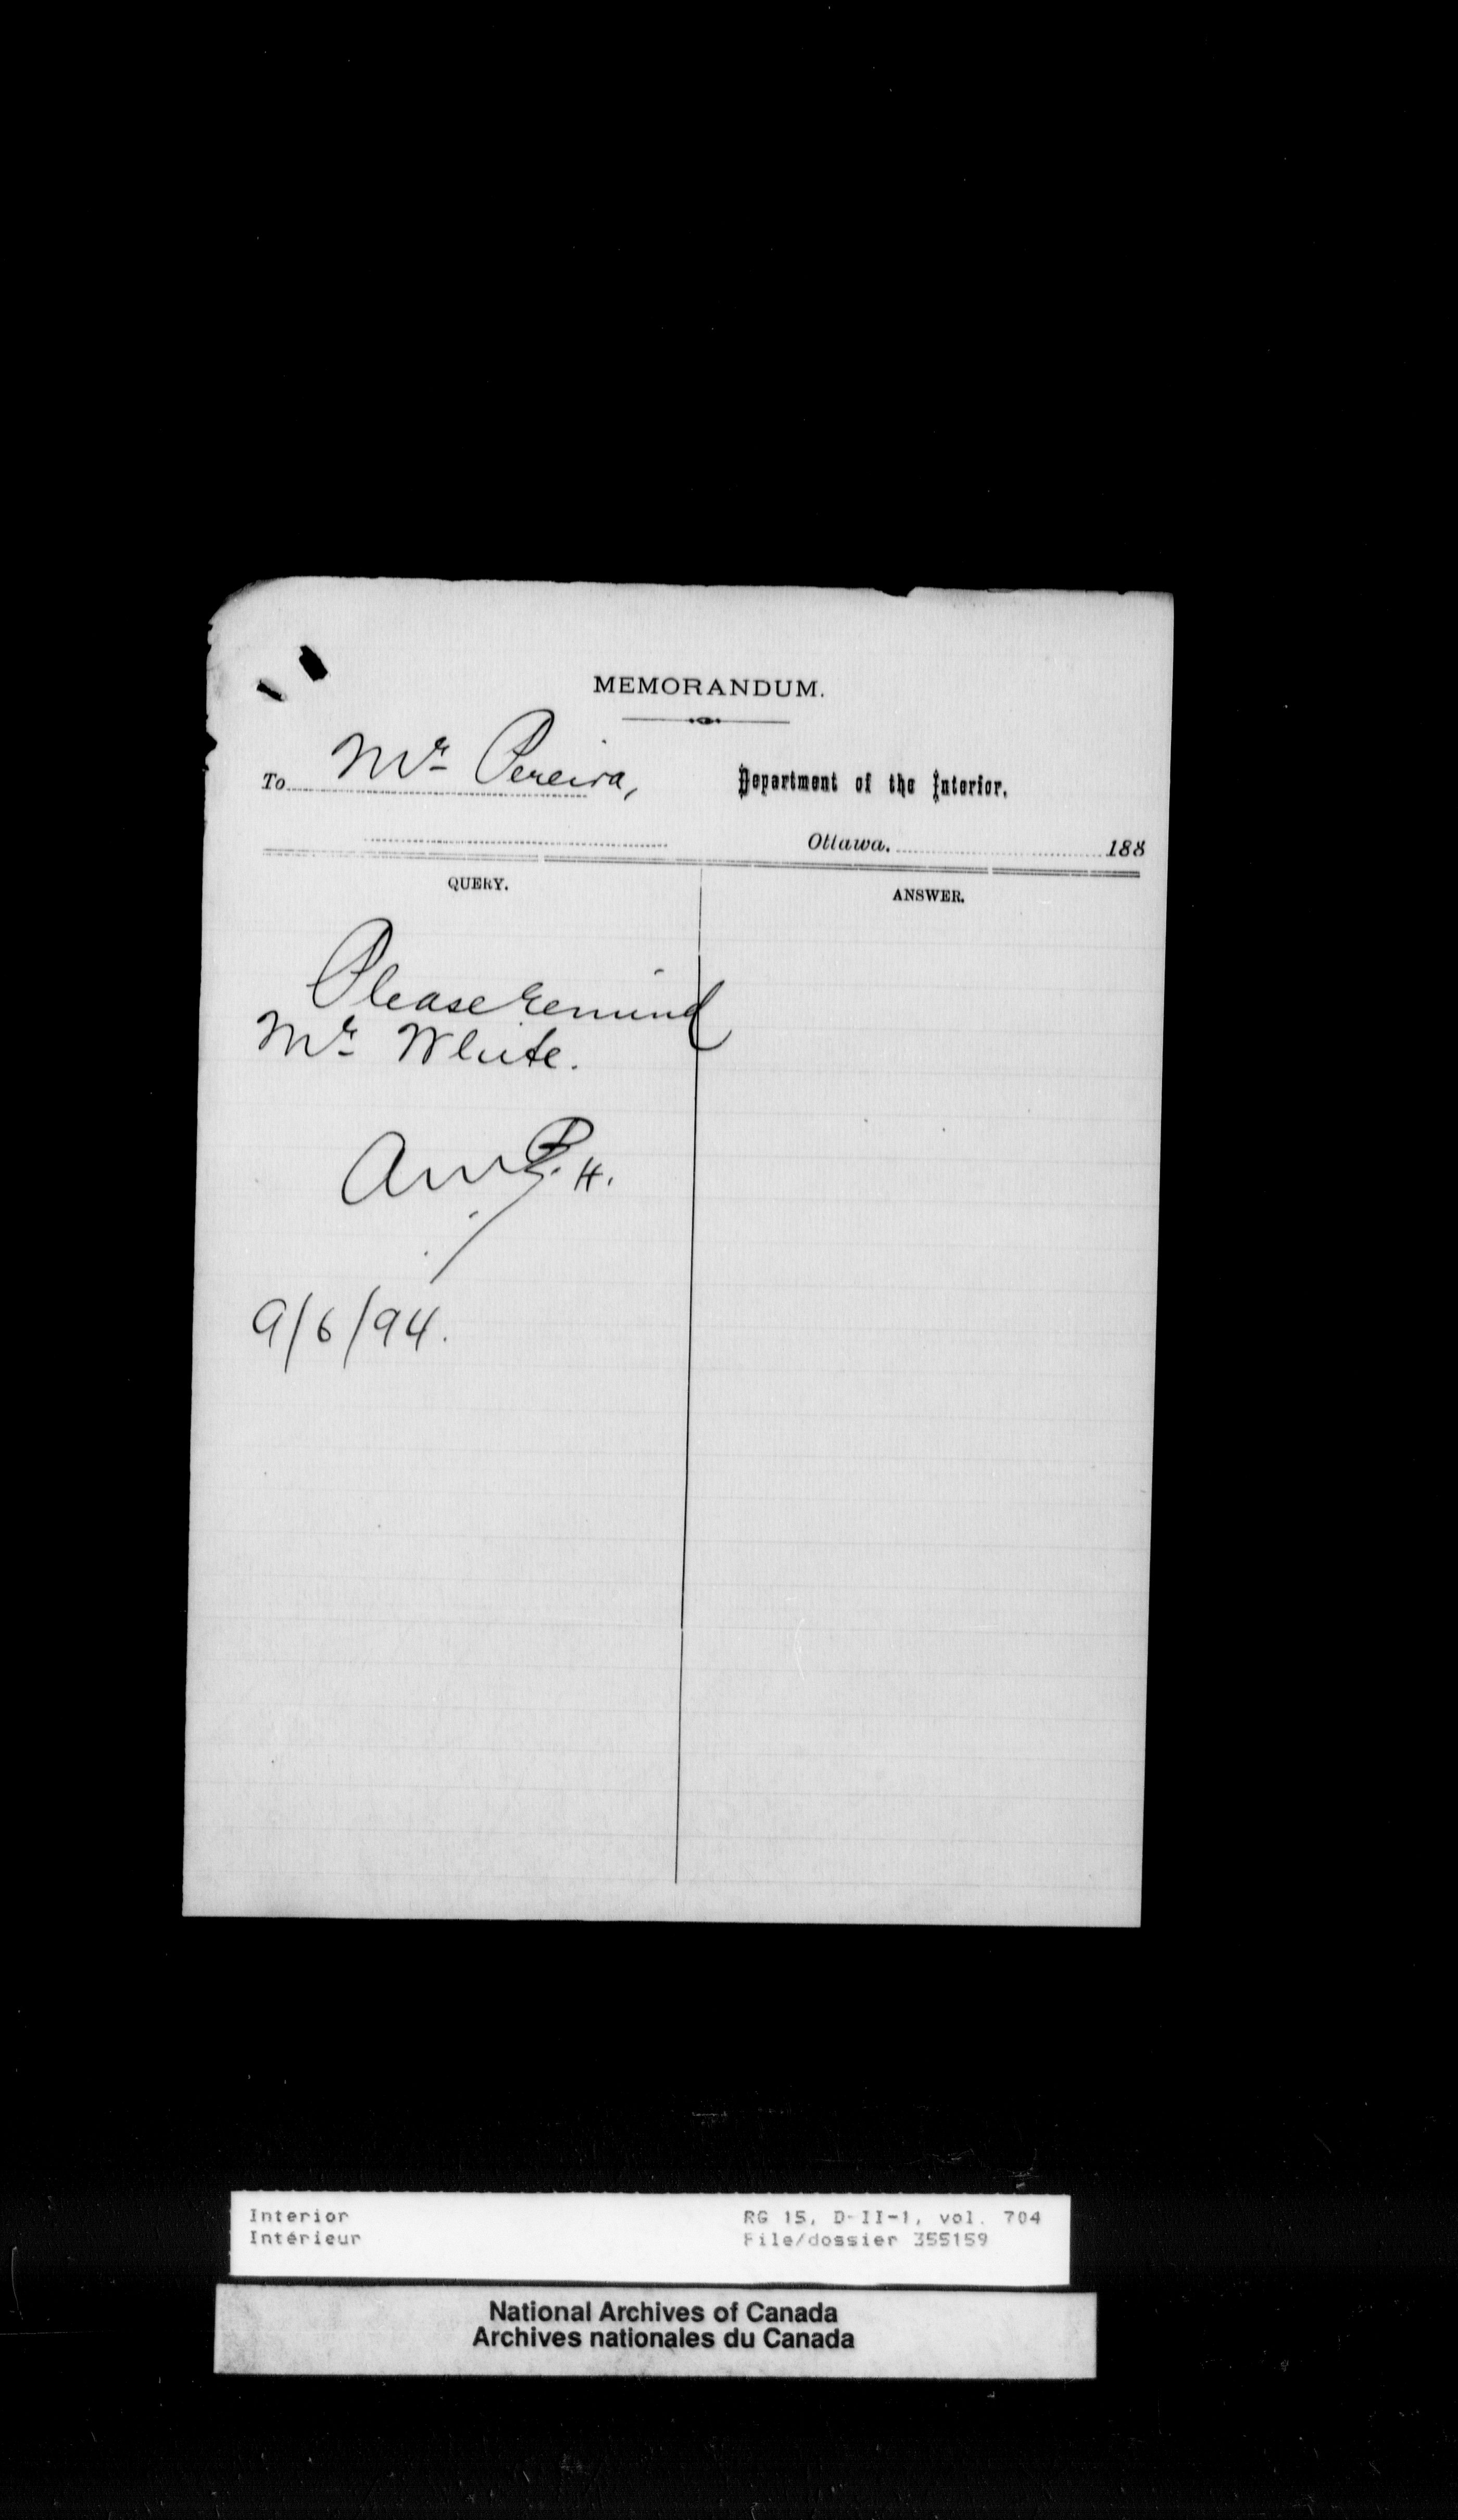 MEMORANDUM.
To Mr Pereira,
Department of the Interior.
Ottawa. 188
QUERY.
ANSWER.
Please remind
Mr White.
H.
9/6/94.
Interior
Intérieur
RG 15, D-II-1, vol. 704
File/dossier 355159
National Archives of Canada
Archives nationales du Canada